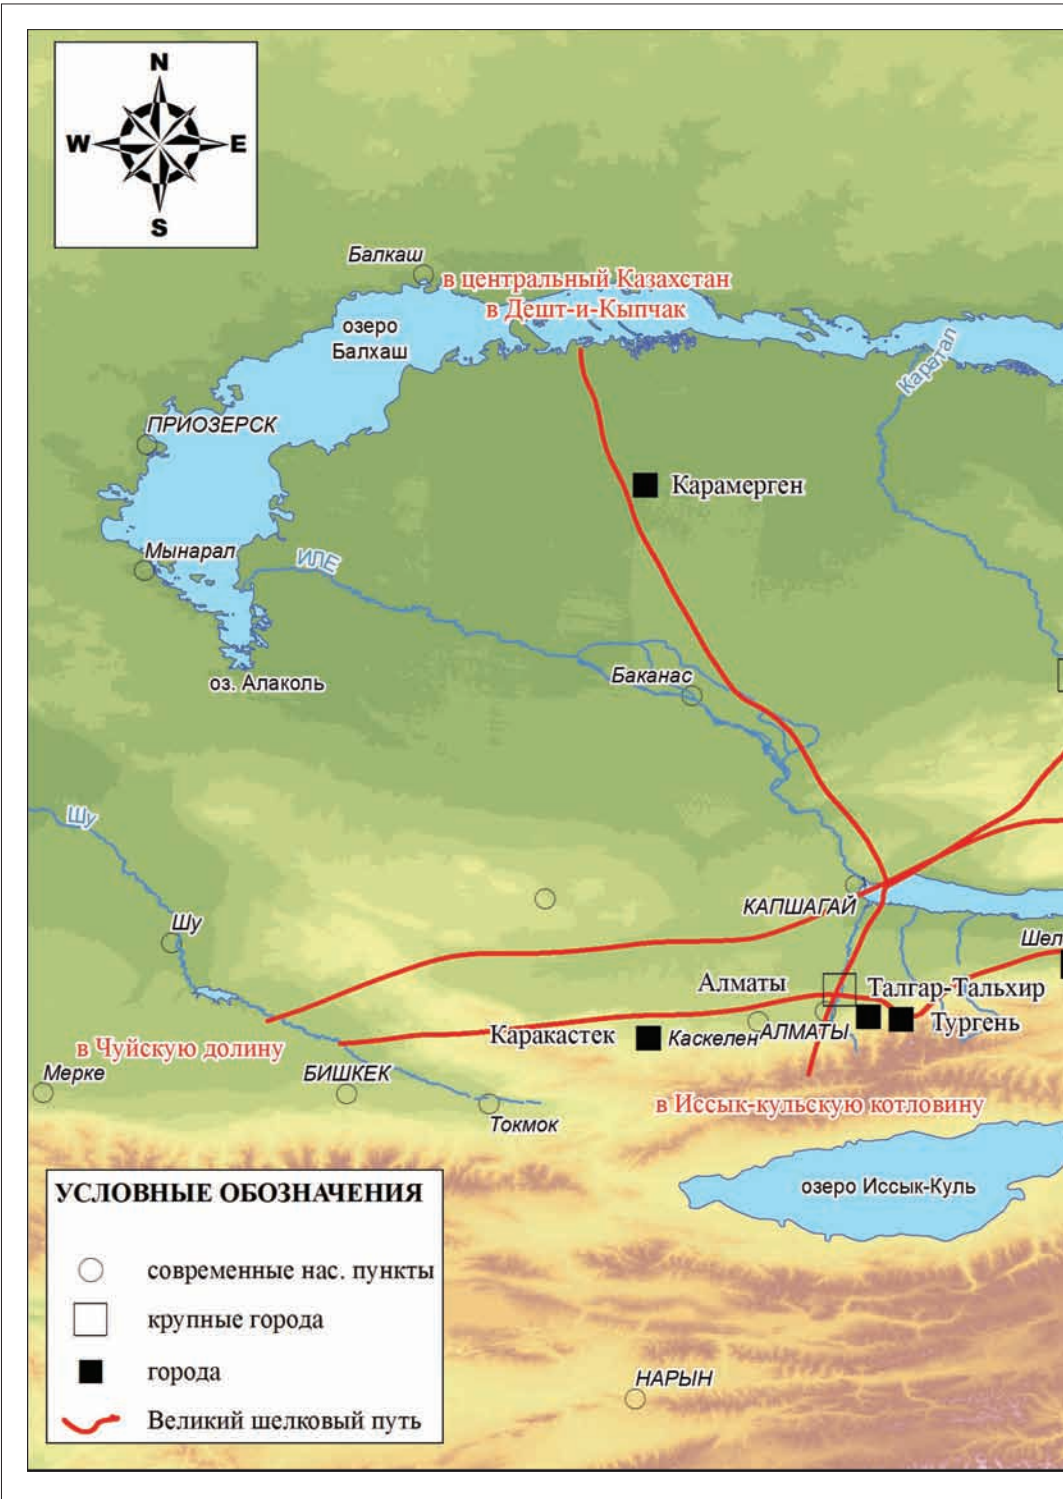 N
W E
S
Балкаш
в центральный Казахстан
в Дешт-и-Кыпчак
озеро
Балхаш
Каратал
ПРИОЗЕРСК
Карамерген
Мынарал
ИЛЕ
Баканас
оз. Алаколь
Шу
КАПШАГАЙ
Шу
Шел
Алматы
Талгар-Тальхир
Каракастек
Каскелен
АЛМАТЫ
Тургень
в Чуйскую долину
Мерке
БИШКЕК
в Иссык-кульскую котловину
Токмок
озеро Иссык-Куль
УСЛОВНЫЕ ОБОЗНАЧЕНИЯ
современные нас. пункты
крупные города
города
Великий шелковый путь
НАРЫН